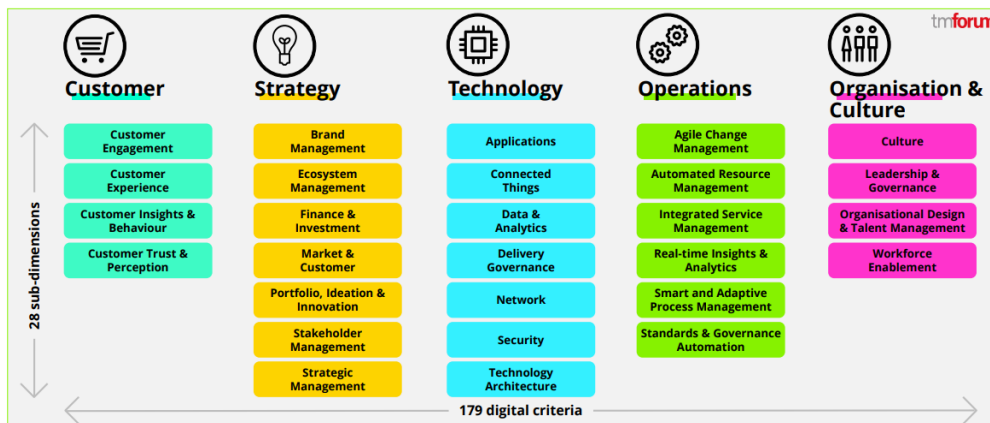 tmforum
Customer
Strategy
Technology
Operations
Organisation &
Culture
28 sub-dimensions
Customer
Engagement
Customer
Experience
Customer Insights &
Behaviour
Customer Trust &
Perception
Brand
Management
Ecosystem
Management
Finance &
Investment
Market &
Customer
Portfolio, Ideation &
Innovation
Stakeholder
Management
Strategic
Management
Applications
Connected
Things
Data &
Analytics
Delivery
Governance
Network
Security
Technology
Architecture
Agile Change
Management
Automated Resource
Management
Integrated Service
Management
Real-time Insights &
Analytics
Smart and Adaptive
Process Management
Standards & Governance
Automation
Culture
Leadership &
Governance
Organisational Design
& Talent Management
Workforce
Enablement
179 digital criteria